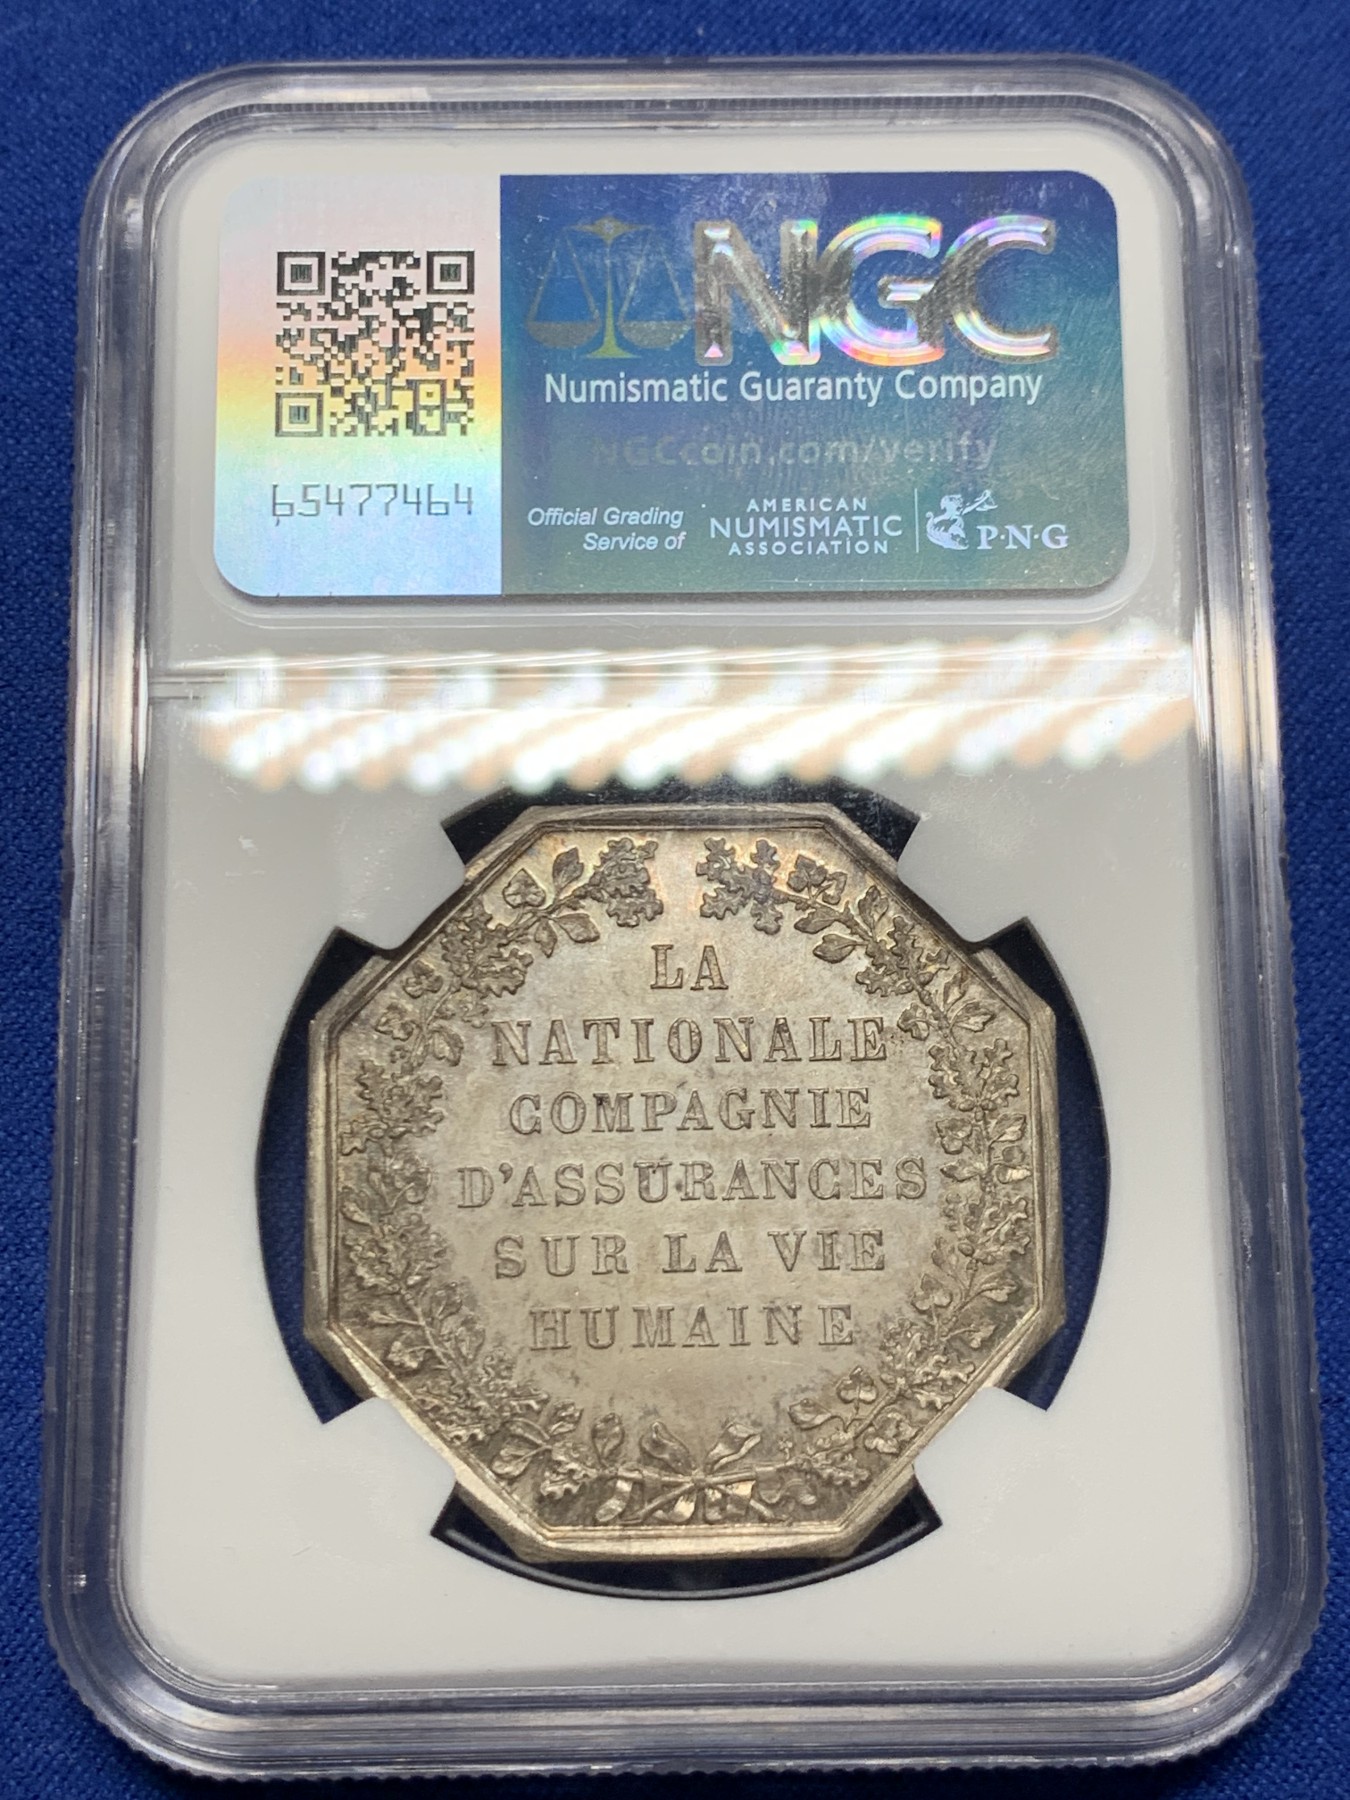 NGC
Numismatic Guaranty Company
NGCcoin.com/verify
65477464
Official Grading
Service of
AMERICAN
NUMISMATIC
ASSOCIATION
P·N·G
LA
NATIONALE
COMPAGNIE
D'ASSURANCES
SUR LA VIE
HUMAINE